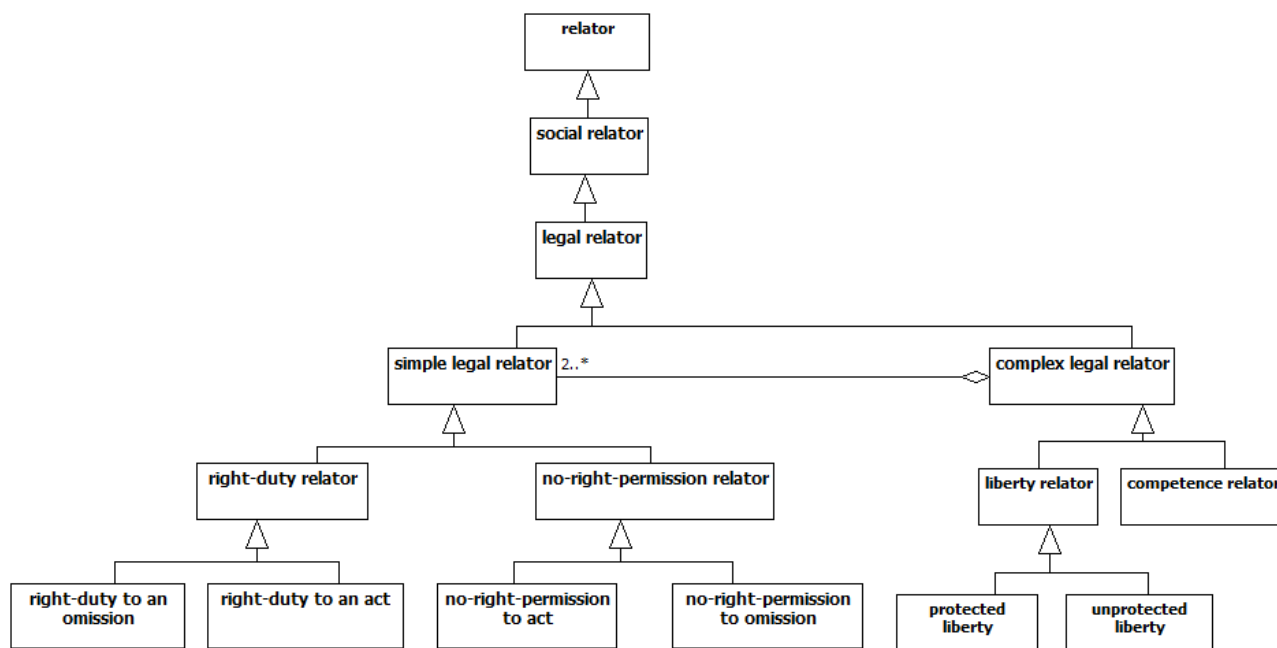 relator
social relator
legal relator
simple legal relator
2..*
complex legal relator
right-duty relator
no-right-permission relator
liberty relator
competence relator
right-duty to an
omission
right-duty to an act
no-right-permission
to act
no-right-permission
to omission
protected
liberty
unprotected
liberty